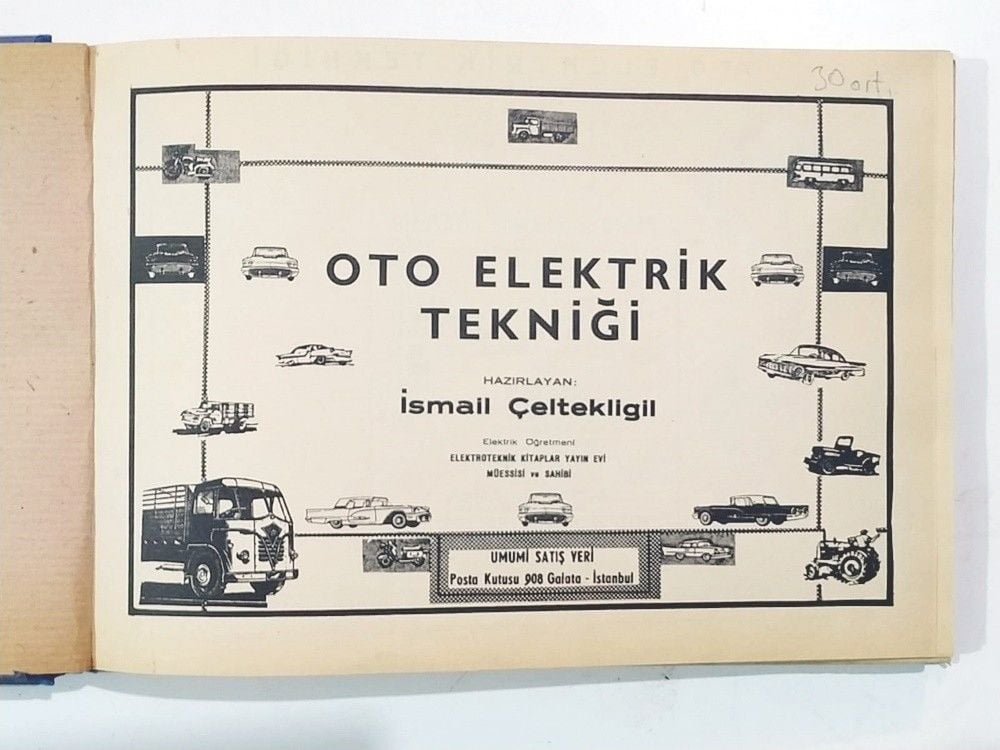 30 ort.
OTO ELEKTRİK
TEKNİĞİ
HAZIRLAYAN:
İsmail Çeltekligil
Elektrik Öğretmeni
ELEKTROTEKNİK KİTAPLAR YAYIN EVİ
MÜESSİSİ ve SAHİBİ
UMUMİ SATIŞ YERİ
Posta Kutusu 908 Galata - İstanbul